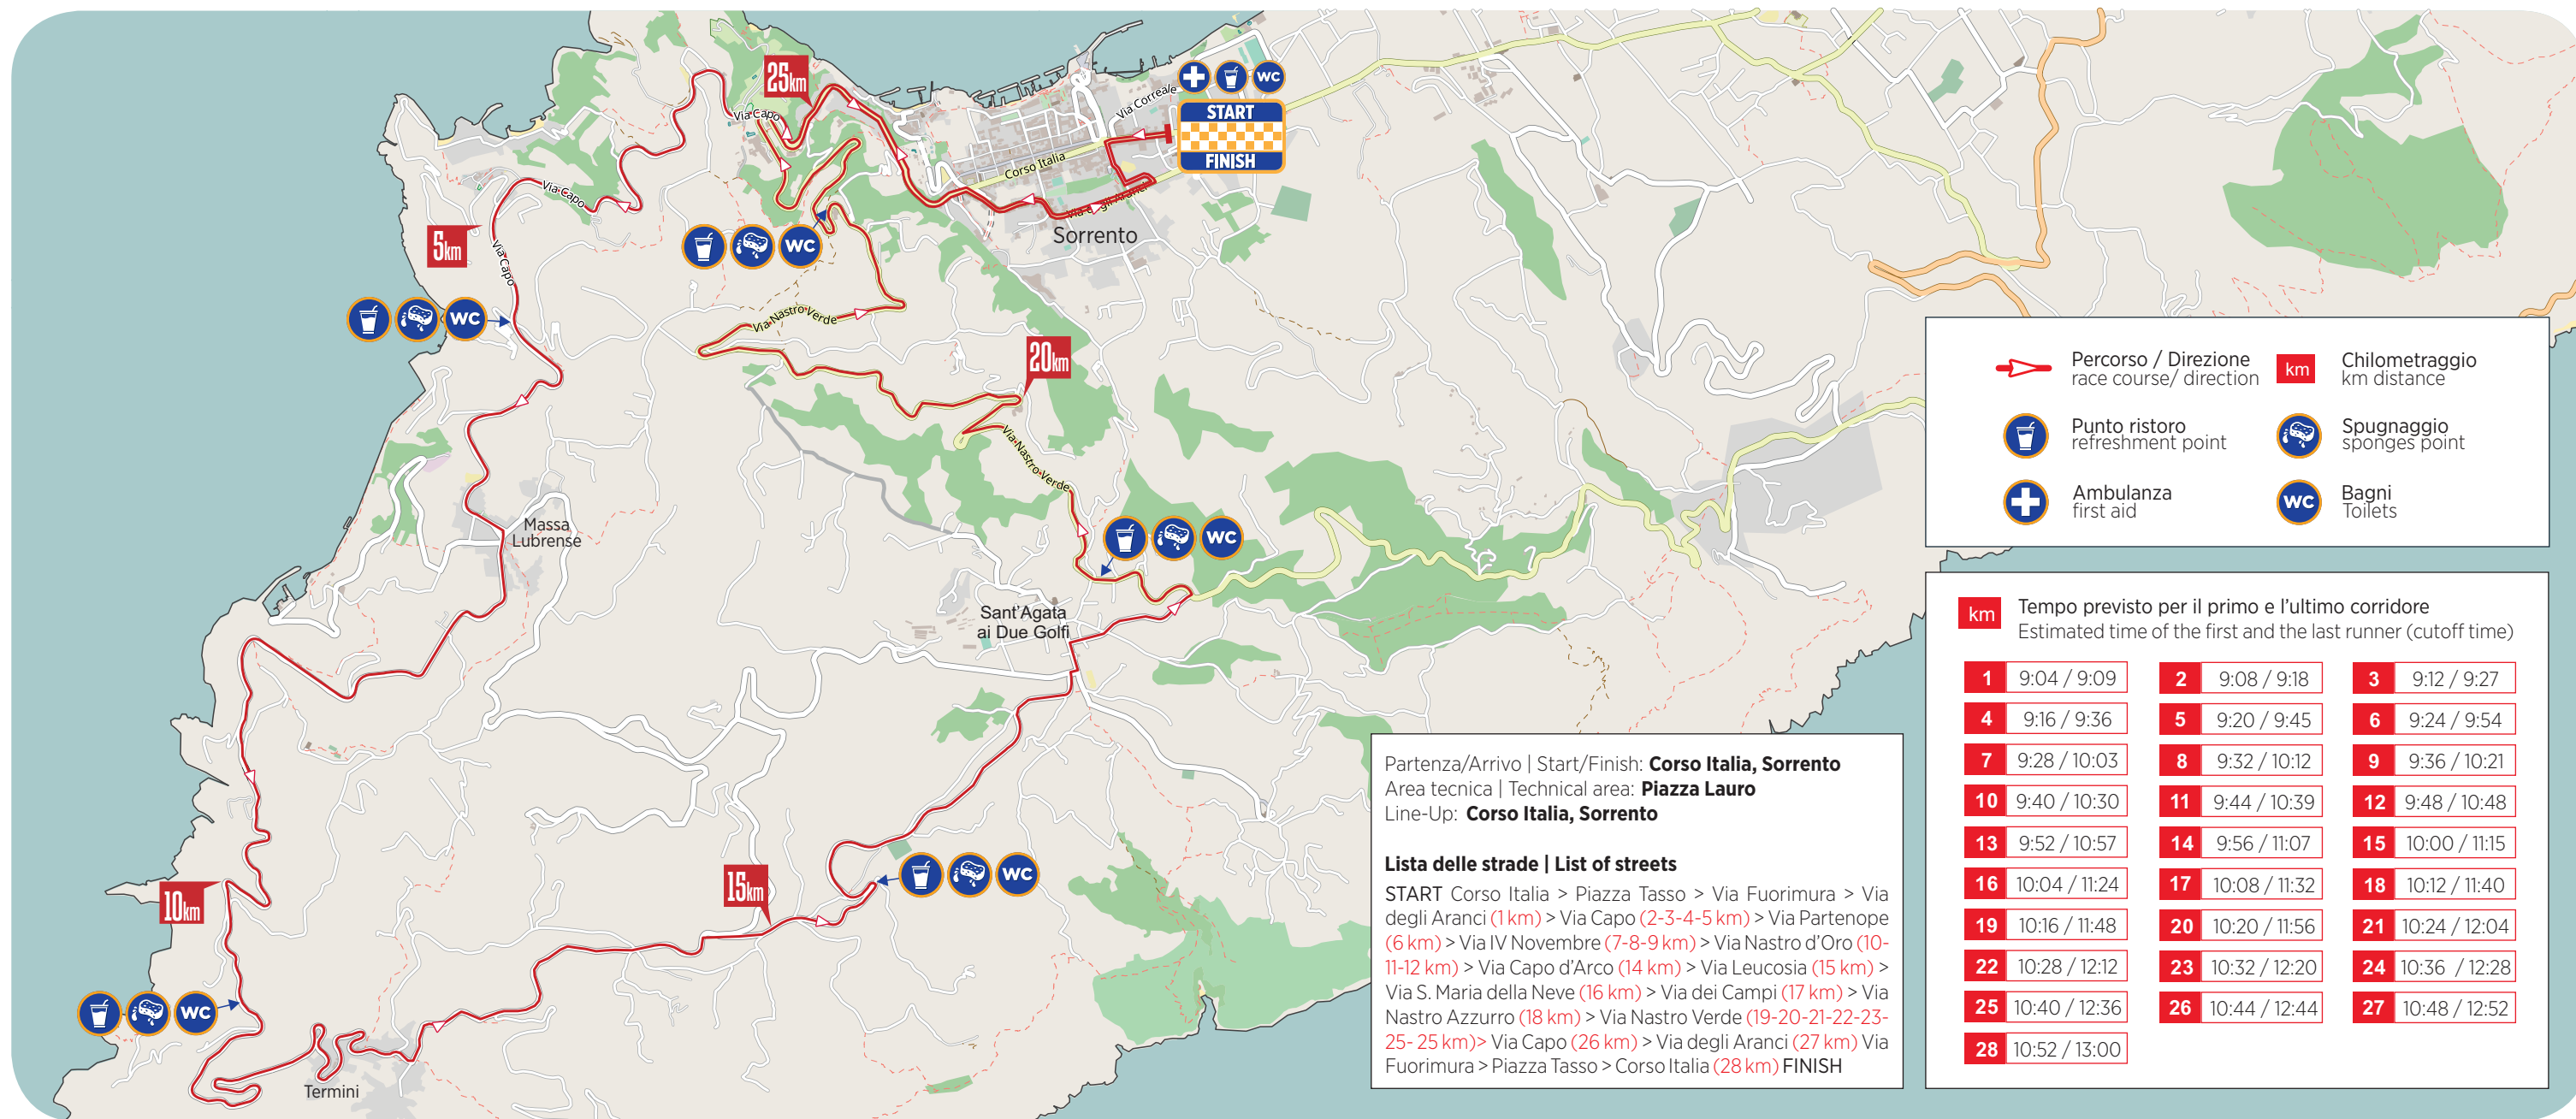 25km
Via Capo
Via Correale
WC
START
FINISH
Corso Italia
Via degli Aranci
Sorrento
Via Capo
5km
Via Capo
WC
WC
Via Nastro Verde
20km
Via Nastro Verde
Massa
Lubrense
WC
Sant'Agata
ai Due Golfi
15km
WC
10km
WC
Termini
Percorso / Direzione
race course/ direction
km
Chilometraggio
km distance
Punto ristoro
refreshment point
Spugnaggio
sponges point
Ambulanza
first aid
WC
Bagni
Toilets
km
Tempo previsto per il primo e l'ultimo corridore
Estimated time of the first and the last runner (cutoff time)
1 9:04 / 9:09 2 9:08 / 9:18 3 9:12 / 9:27
4 9:16 / 9:36 5 9:20 / 9:45 6 9:24 / 9:54
7 9:28 / 10:03 8 9:32 / 10:12 9 9:36 / 10:21
10 9:40 / 10:30 11 9:44 / 10:39 12 9:48 / 10:48
13 9:52 / 10:57 14 9:56 / 11:07 15 10:00 / 11:15
16 10:04 / 11:24 17 10:08 / 11:32 18 10:12 / 11:40
19 10:16 / 11:48 20 10:20 / 11:56 21 10:24 / 12:04
22 10:28 / 12:12 23 10:32 / 12:20 24 10:36 / 12:28
25 10:40 / 12:36 26 10:44 / 12:44 27 10:48 / 12:52
28 10:52 / 13:00
Partenza/Arrivo | Start/Finish: Corso Italia, Sorrento
Area tecnica | Technical area: Piazza Lauro
Line-Up: Corso Italia, Sorrento
Lista delle strade | List of streets
START Corso Italia > Piazza Tasso > Via Fuorimura > Via
degli Aranci (1 km) > Via Capo (2-3-4-5 km) > Via Partenope
(6 km) > Via IV Novembre (7-8-9 km) > Via Nastro d'Oro (10-
11-12 km) > Via Capo d'Arco (14 km) > Via Leucosia (15 km) >
Via S. Maria della Neve (16 km) > Via dei Campi (17 km) > Via
Nastro Azzurro (18 km) > Via Nastro Verde (19-20-21-22-23-
25- 25 km)> Via Capo (26 km) > Via degli Aranci (27 km) Via
Fuorimura > Piazza Tasso > Corso Italia (28 km) FINISH